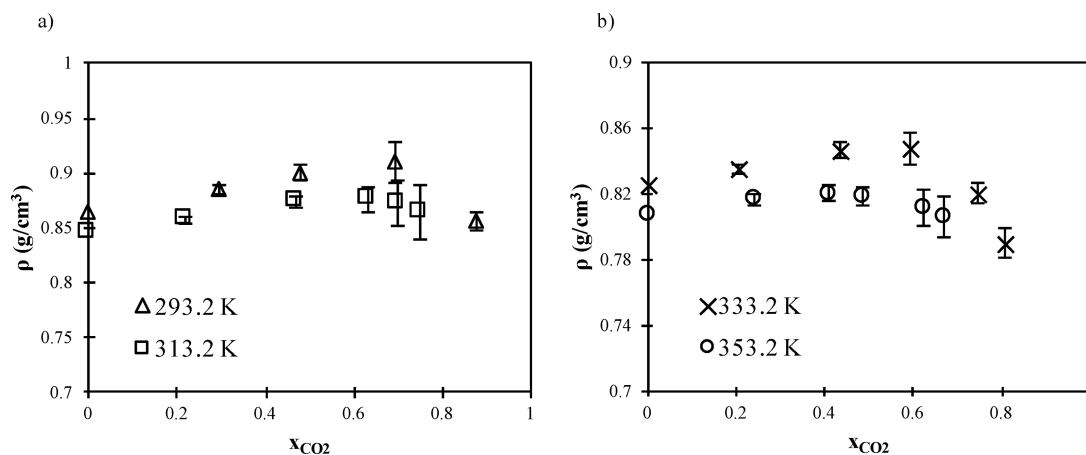 a)
1
0.95
0.9
0.85
0.8
0.75
0.7
ρ (g/cm³)
293.2 K
313.2 K
0 0.2 0.4 0.6 0.8 1
xCO2
b)
0.9
0.86
0.82
0.78
0.74
0.7
ρ (g/cm³)
333.2 K
353.2 K
0 0.2 0.4 0.6 0.8
xCO2